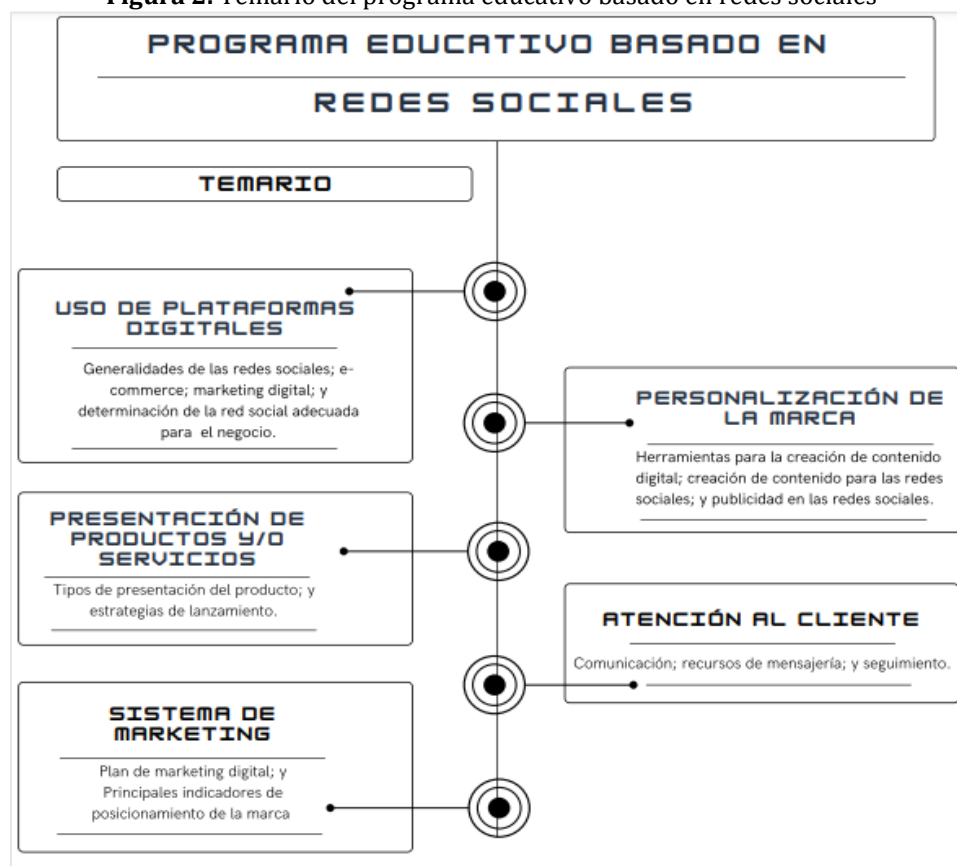 Figura 2. Temario del programa educativo basado en redes sociales
PROGRAMA EDUCATIVO BASADO EN
REDES SOCIALES
TEMARIO
USO DE PLATAFORMAS
DIGITALES
Generalidades de las redes sociales; e-
commerce; marketing digital; y
determinación de la red social adecuada
para el negocio.
PERSONALIZACIÓN DE
LA MARCA
Herramientas para la creación de contenido
digital; creación de contenido para las redes
sociales; y publicidad en las redes sociales.
PRESENTACIÓN DE
PRODUCTOS Y/O
SERVICIOS
Tipos de presentación del producto; y
estrategias de lanzamiento.
ATENCIÓN AL CLIENTE
Comunicación; recursos de mensajería; y seguimiento.
SISTEMA DE
MARKETING
Plan de marketing digital; y
Principales indicadores de
posicionamiento de la marca